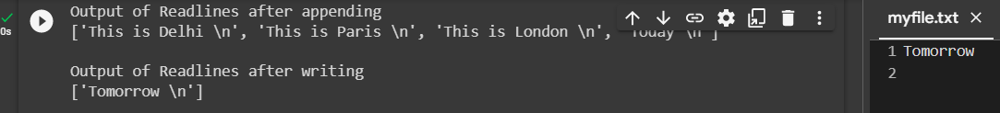 Output of Readlines after appending
0s
['This is Delhi \n', 'This is Paris \n', 'This is London \n', 'Today \n']
Output of Readlines after writing
['Tomorrow \n']
myfile.txt
1 Tomorrow
2